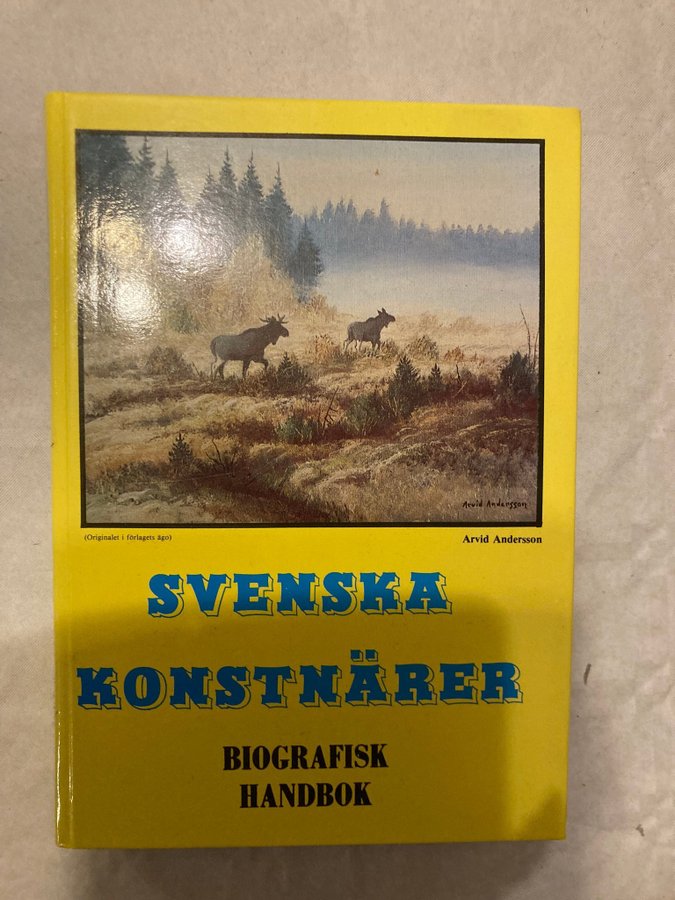 Arvid Andersson
(Originalet i förlagets ägo)
Arvid Andersson
SVENSKA
KONSTNÄRER
BIOGRAFISK
HANDBOK